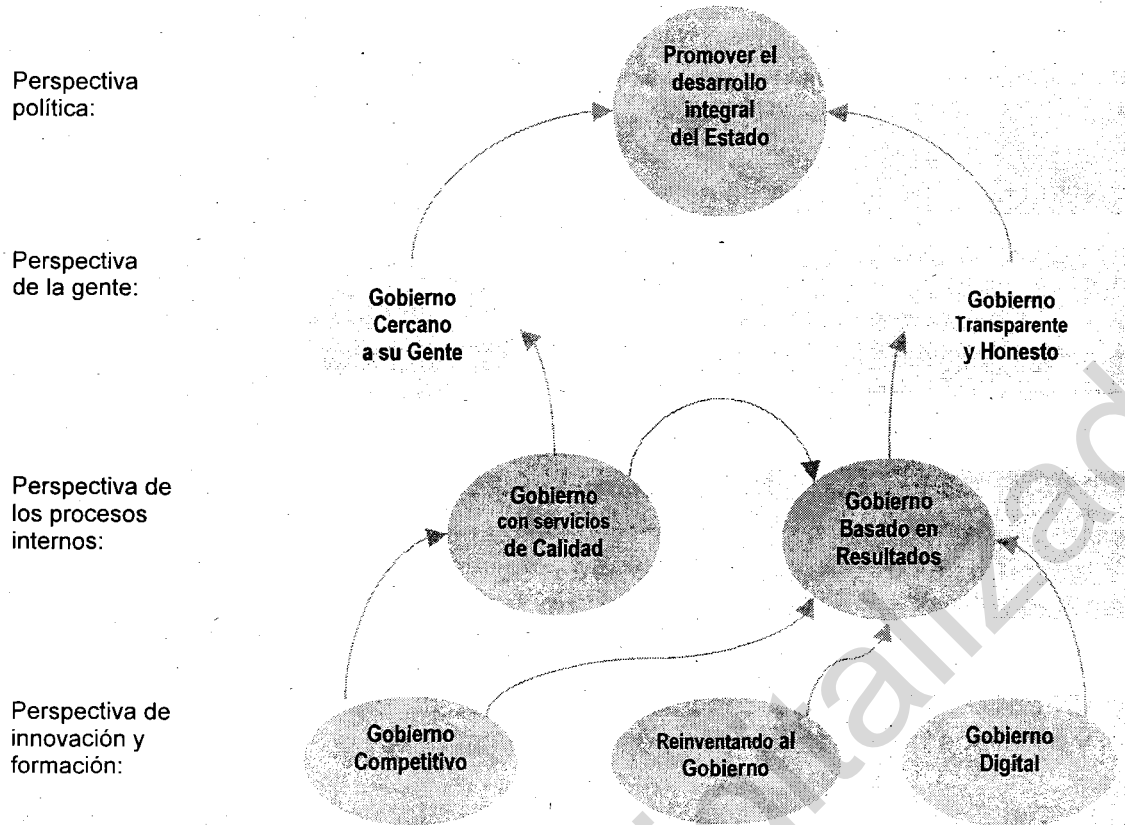 Perspectiva
política:
Promover el
desarrollo
integral
del Estado
Perspectiva
de la gente:
Gobierno
Cercano
a su Gente
Gobierno
Transparente
y Honesto
Perspectiva de
los procesos
internos:
Gobierno
con servicios
de Calidad
Gobierno
Basado en
Resultados
Perspectiva de
innovación y
formación:
Gobierno
Competitivo
Reinventando al
Gobierno
Gobierno
Digital